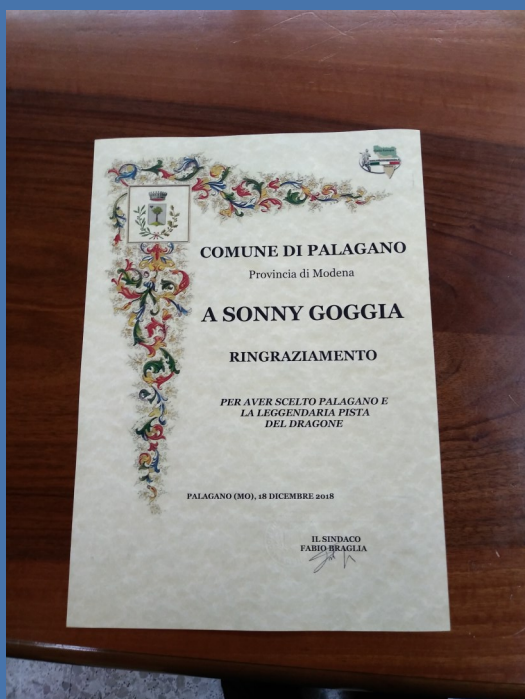 COMUNE DI PALAGANO
Provincia di Modena
A SONNY GOGGIA
RINGRAZIAMENTO
PER AVER SCELTO PALAGANO E
LA LEGGENDARIA PISTA
DEL DRAGONE
PALAGANO (MO), 18 DICEMBRE 2018
IL SINDACO
FABIO BRAGLIA